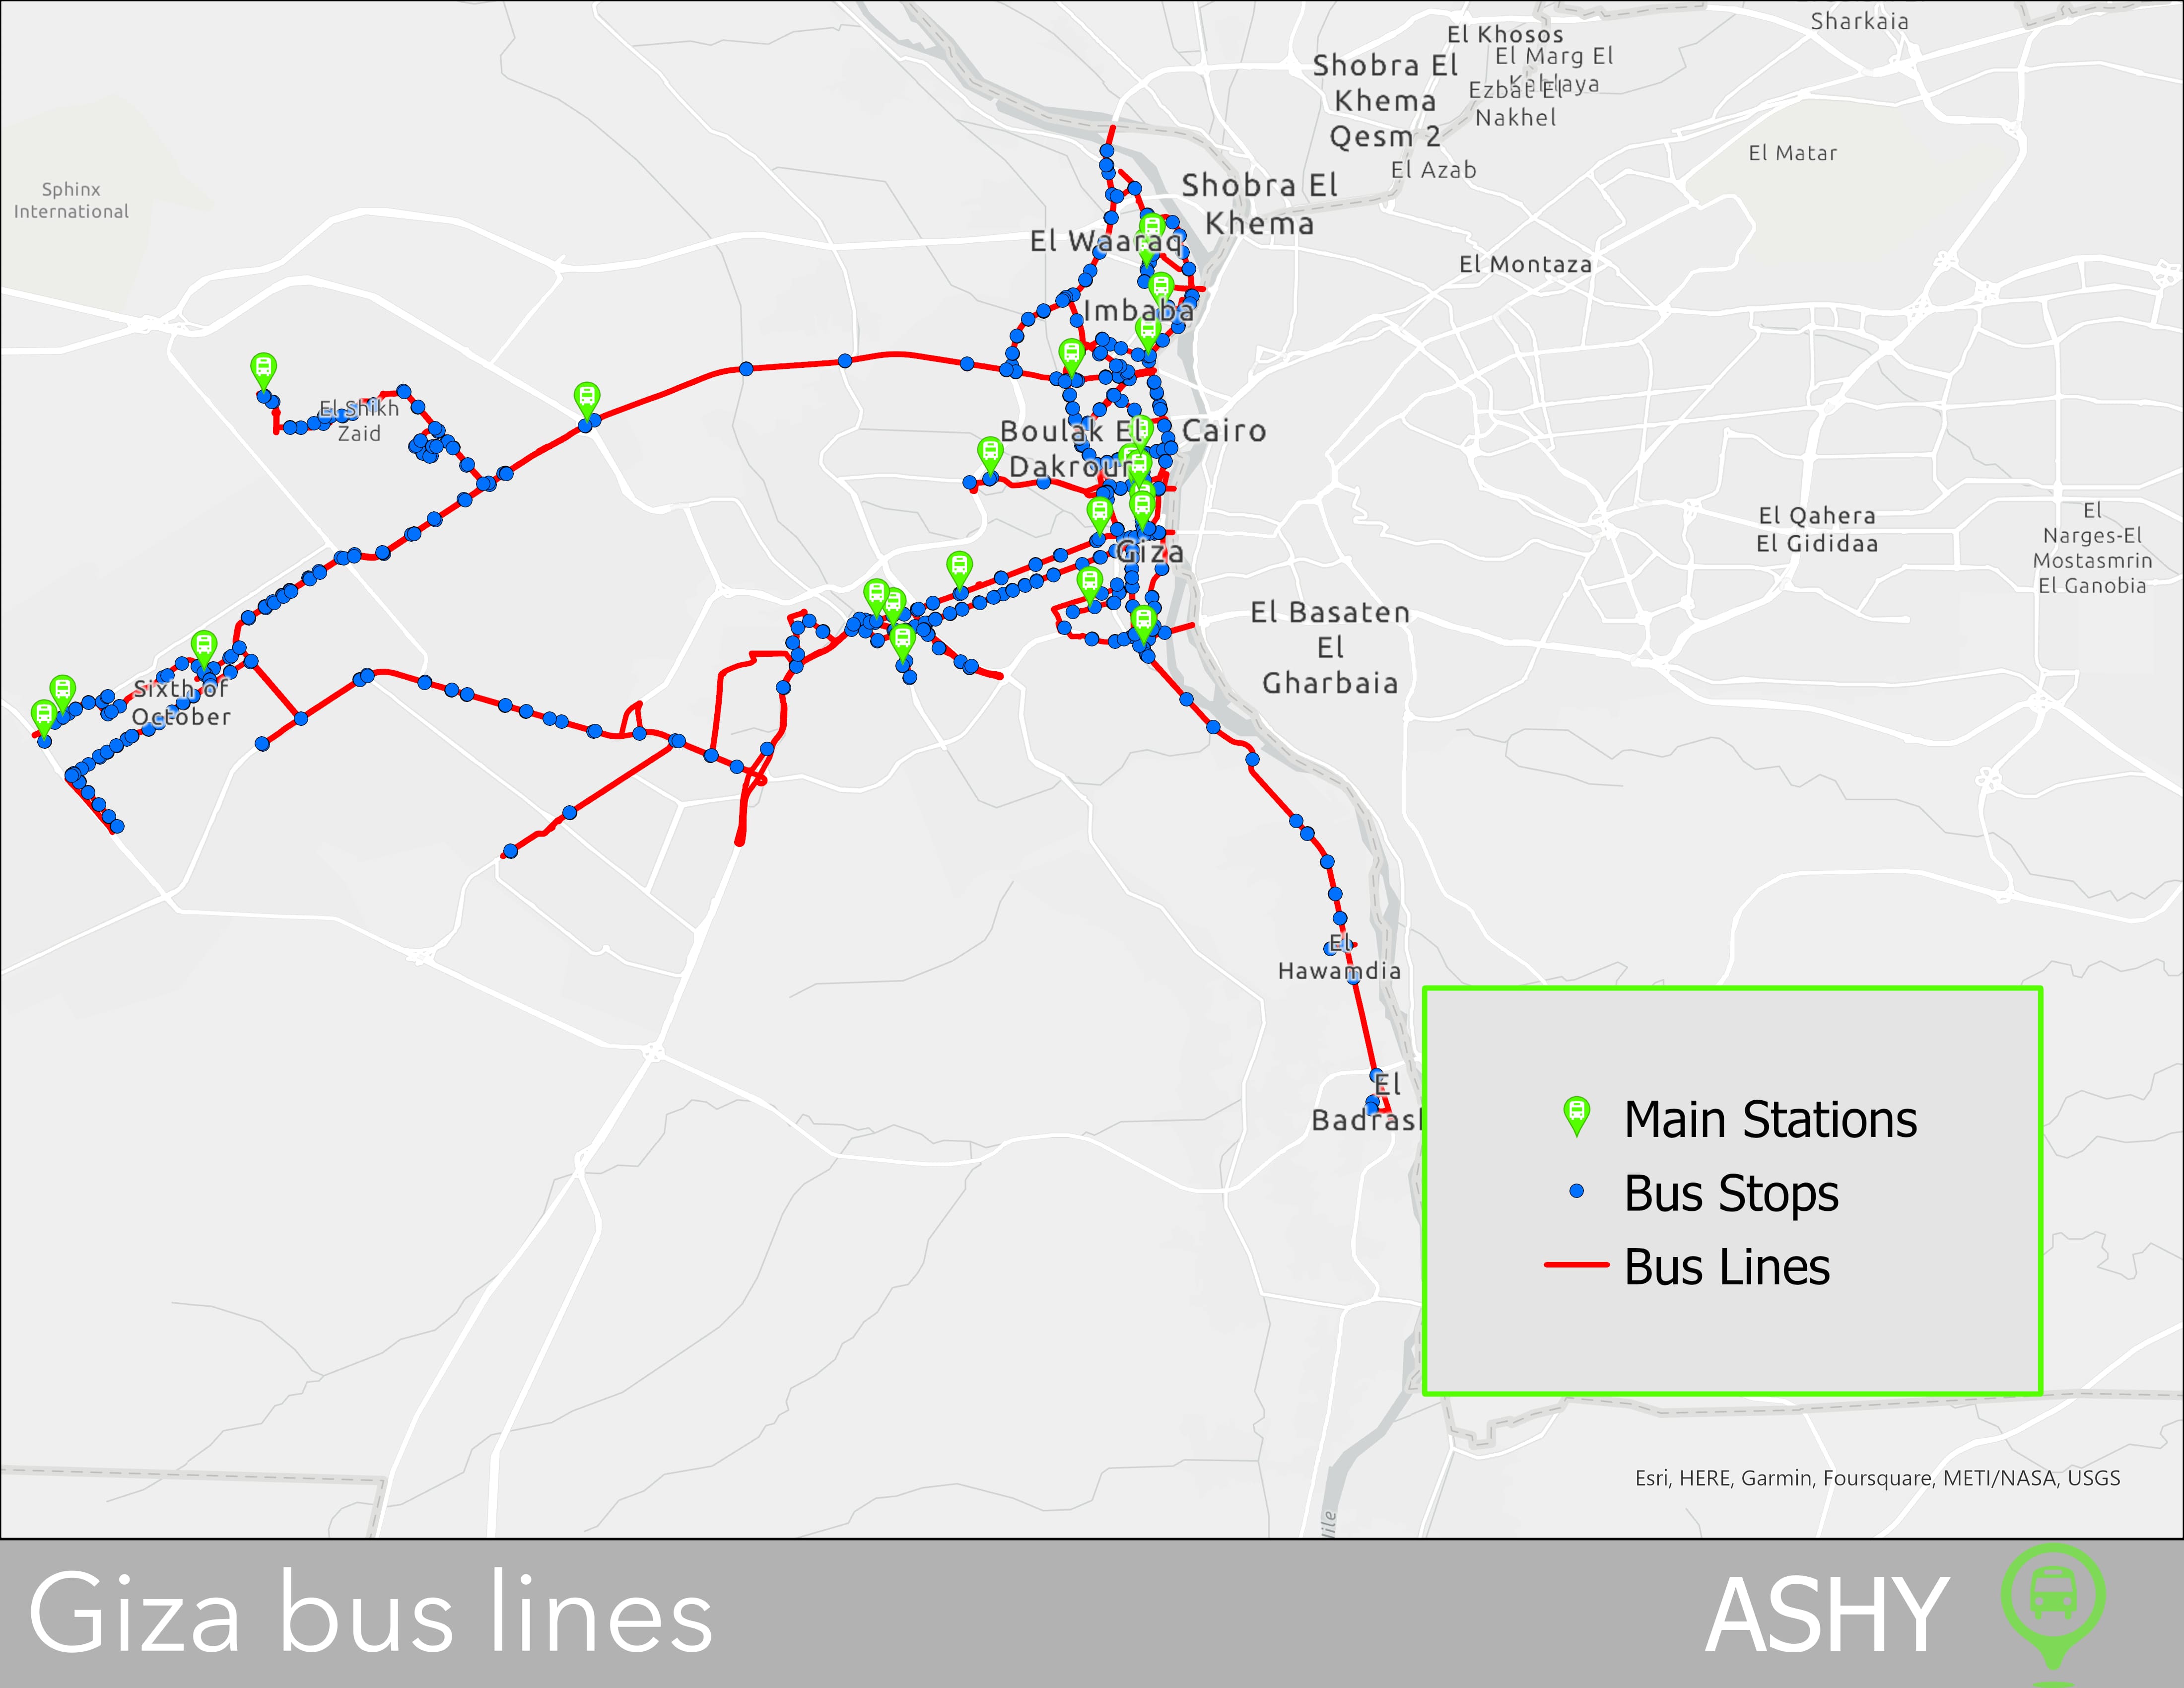 Sharkaia
El Khosos
El Marg El
Kablaya
Shobra El
Khema
Qesm 2
Ezbat El
Nakhel
El Matar
El Azab
Sphinx
International
Shobra El
Khema
El Waaraq
El Montaza
Imbaba
El Shikh
Zaid
Boulak El
Dakrour
Cairo
El Qahera
El Gididaa
El
Narges-El
Mostasmrin
El Ganobia
Giza
El Basaten
El
Gharbaia
Sixth of
October
El
Hawamdia
El
Badrasl
Main Stations
Bus Stops
Bus Lines
Esri, HERE, Garmin, Foursquare, METI/NASA, USGS
Giza bus lines
ASHY